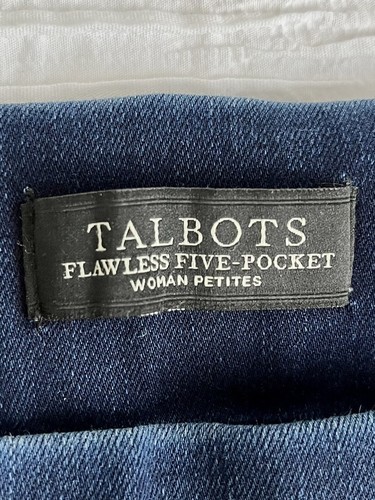 TALBOTS
FLAWLESS FIVE-POCKET
WOMAN PETITES